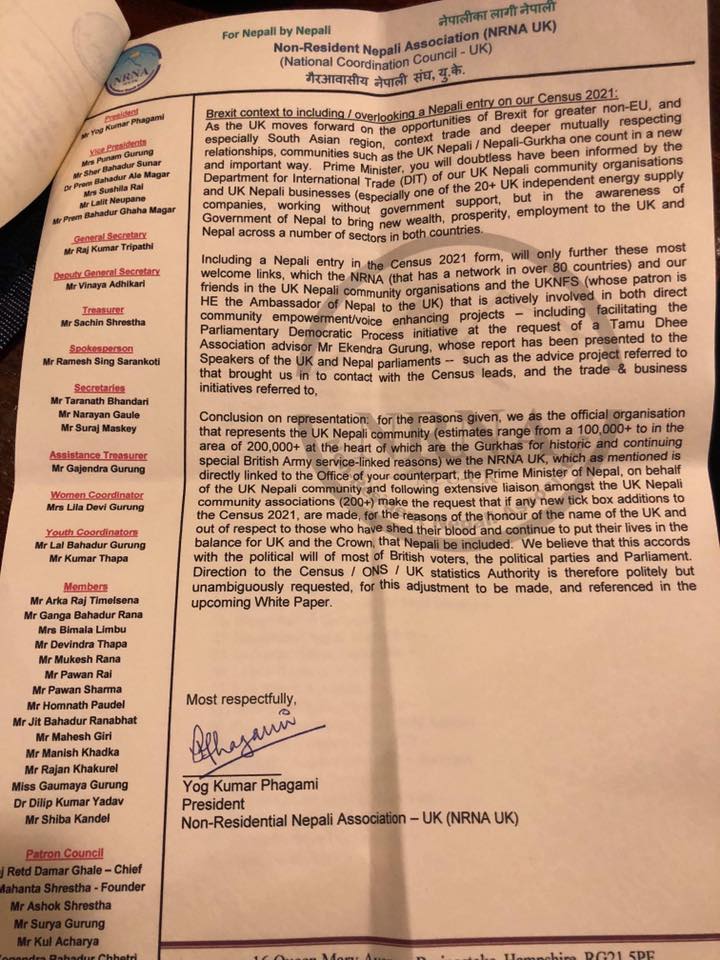 For Nepali by Nepali
नेपालीका लागी नेपाली
Non-Resident Nepali Association (NRNA UK)
(National Coordination Council - UK)
गैरआवासीय नेपाली संघ, यु.के.
NRNA
President
Mr Yog Kumar Phagami
Vice Presidents
Mrs Punam Gurung
Mr Sher Bahadur Sunar
Dr Prem Bahadur Ale Magar
Mrs Sushila Rai
Mr Lalit Neupane
Mr Prem Bahadur Ghaha Magar
General Secretary
Mr Raj Kumar Tripathi
Deputy General Secretary
Mr Vinaya Adhikari
Treasurer
Mr Sachin Shrestha
Spokesperson
Mr Ramesh Sing Sarankoti
Secretaries
Mr Taranath Bhandari
Mr Narayan Gaule
Mr Suraj Maskey
Assistance Treasurer
Mr Gajendra Gurung
Women Coordinator
Mrs Lila Devi Gurung
Youth Coordinators
Mr Lal Bahadur Gurung
Mr Kumar Thapa
Members
Mr Arka Raj Timelsena
Mr Ganga Bahadur Rana
Mrs Bimala Limbu
Mr Devindra Thapa
Mr Mukesh Rana
Mr Pawan Rai
Mr Pawan Sharma
Mr Homnath Paudel
Mr Jit Bahadur Ranabhat
Mr Mahesh Giri
Mr Manish Khadka
Mr Rajan Khakurel
Miss Gaumaya Gurung
Dr Dilip Kumar Yadav
Mr Shiba Kandel
Patron Council
Retd Damar Ghale – Chief
Mahanta Shrestha - Founder
Mr Ashok Shrestha
Mr Surya Gurung
Mr Kul Acharya
Bahadur Chhetri
Brexit context to including / overlooking a Nepali entry on our Census 2021:
As the UK moves forward on the opportunities of Brexit for greater non-EU, and
especially South Asian region, context trade and deeper mutually respecting
relationships, communities such as the UK Nepali / Nepali-Gurkha one count in a new
and important way. Prime Minister, you will doubtless have been informed by the
Department for International Trade (DIT) of our UK Nepali community organisations
and UK Nepali businesses (especially one of the 20+ UK independent energy supply
companies, working without government support, but in the awareness of
Government of Nepal to bring new wealth, prosperity, employment to the UK and
Nepal across a number of sectors in both countries.
Including a Nepali entry in the Census 2021 form, will only further these most
welcome links, which the NRNA (that has a network in over 80 countries) and our
friends in the UK Nepali community organisations and the UKNFS (whose patron is
HE the Ambassador of Nepal to the UK) that is actively involved in both direct
community empowerment/voice enhancing projects – including facilitating the
Parliamentary Democratic Process initiative at the request of a Tamu Dhee
Association advisor Mr Ekendra Gurung, whose report has been presented to the
Speakers of the UK and Nepal parliaments -- such as the advice project referred to
that brought us in to contact with the Census leads, and the trade & business
initiatives referred to,
Conclusion on representation: for the reasons given, we as the official organisation
that represents the UK Nepali community (estimates range from a 100,000+ to in the
area of 200,000+ at the heart of which are the Gurkhas for historic and continuing
special British Army service-linked reasons) we the NRNA UK, which as mentioned is
directly linked to the Office of your counterpart, the Prime Minister of Nepal, on behalf
of the UK Nepali community and following extensive liaison amongst the UK Nepali
community associations (200+) make the request that if any new tick box additions to
the Census 2021, are made, for the reasons of the honour of the name of the UK and
out of respect to those who have shed their blood and continue to put their lives in the
balance for UK and the Crown, that Nepali be included. We believe that this accords
with the political will of most of British voters, the political parties and Parliament.
Direction to the Census / ONS / UK statistics Authority is therefore politely but
unambiguously requested, for this adjustment to be made, and referenced in the
upcoming White Paper.
Most respectfully,
Yog Kumar Phagami
President
Non-Residential Nepali Association – UK (NRNA UK)
16 Queen Mary Avenue, Basingstoke, Hampshire, RG21 5PF